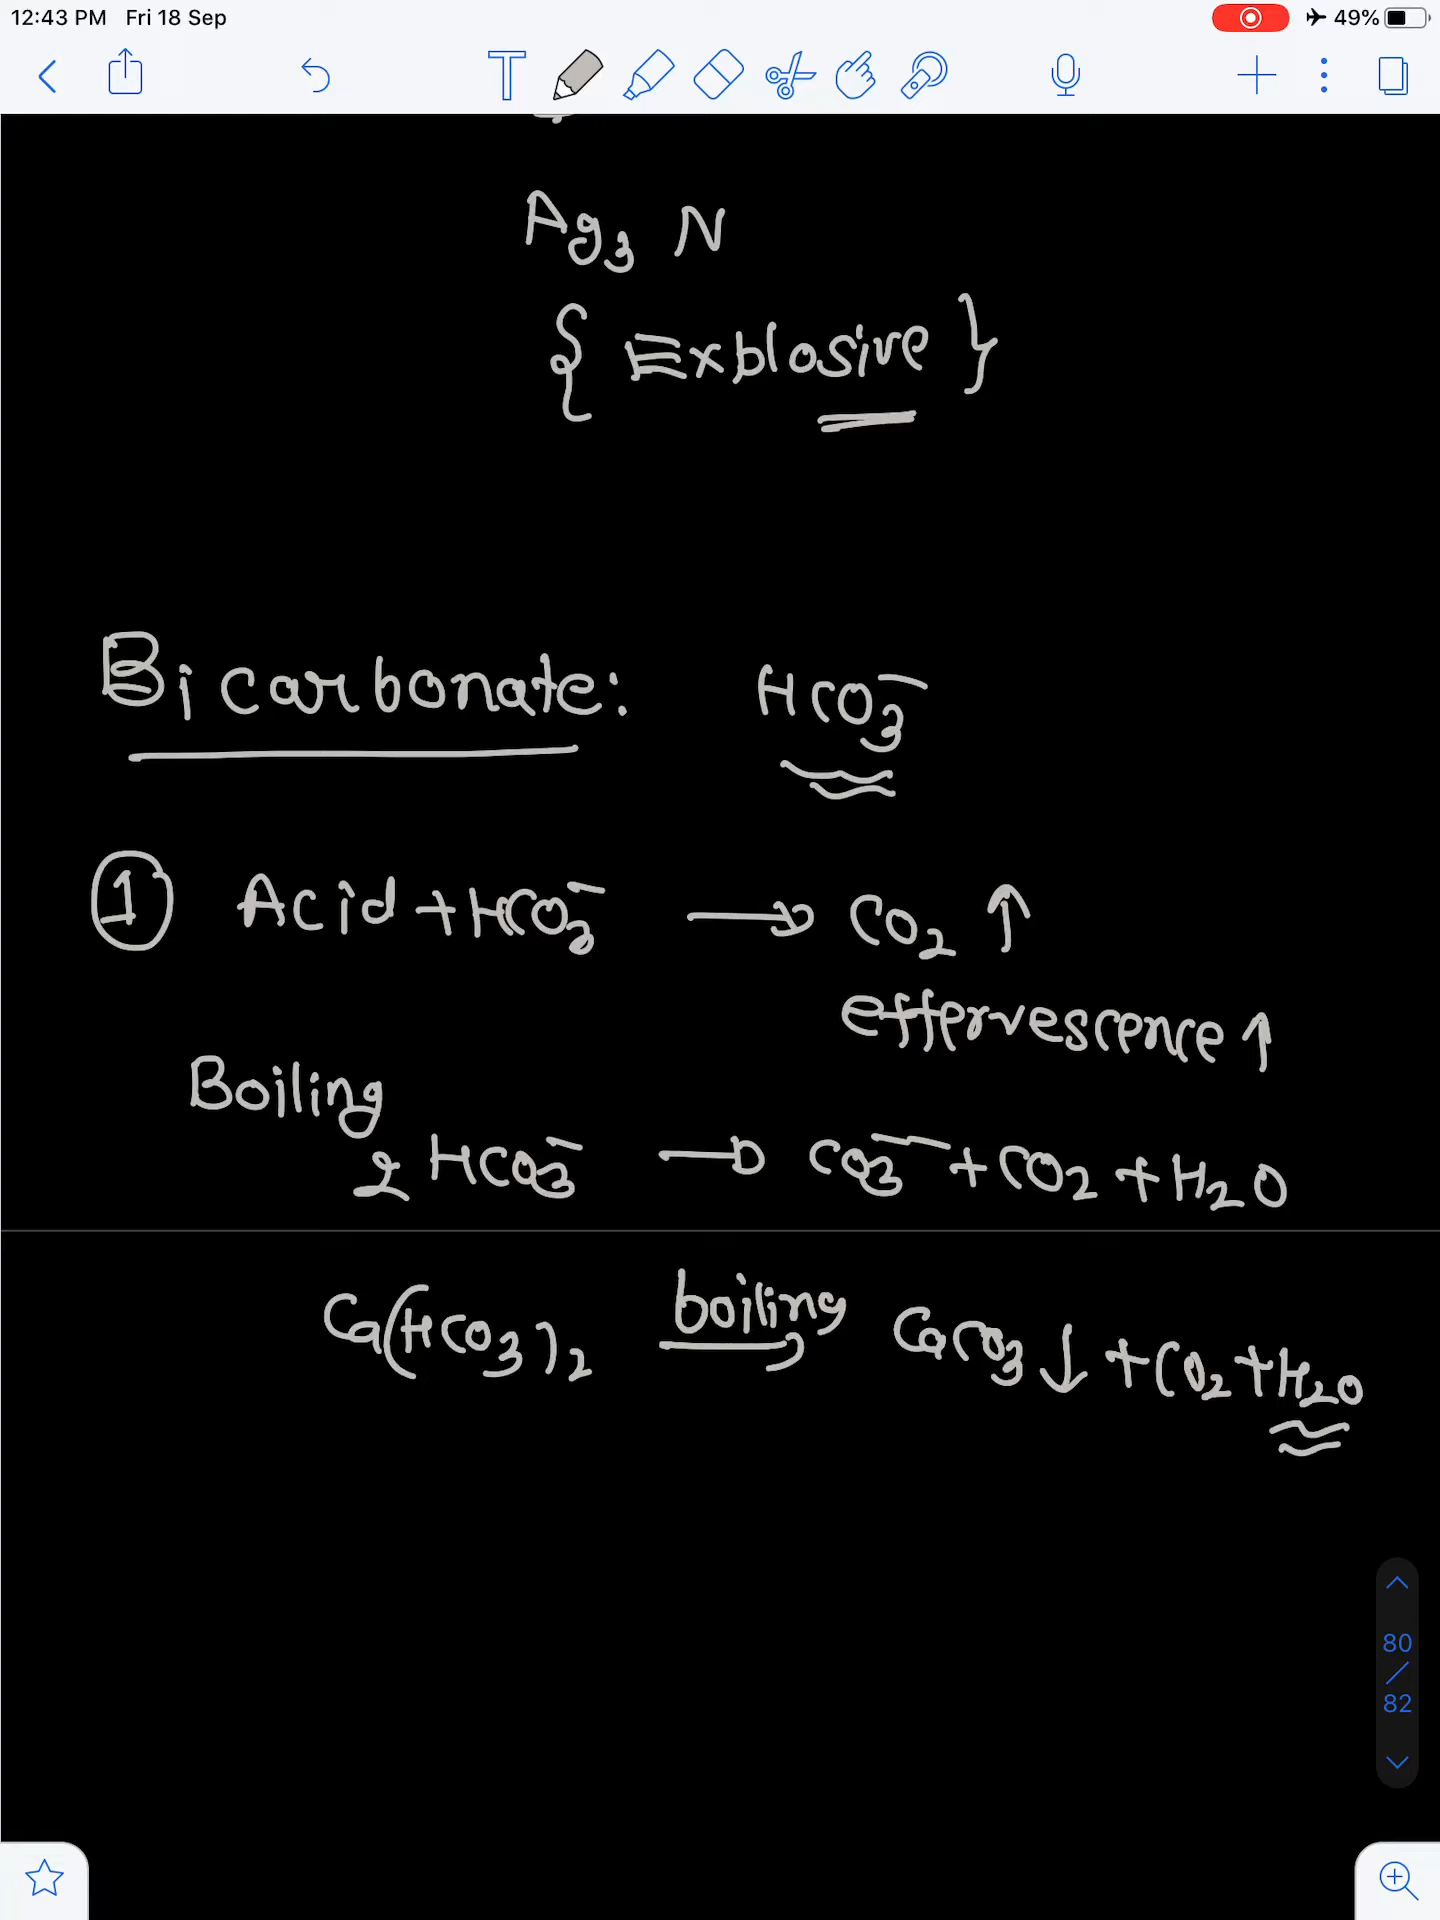 12:43 PM Fri 18 Sep 49%
T
Ag₃ N
{ Explosive }
Bicarbonate: HCO₃⁻
① Acid + HCO₃⁻ → CO₂ ↑
effervescence ↑
Boiling
2 HCO₃⁻ → CO₃⁻⁻ + CO₂ + H₂O
Ca(HCO₃)₂ boiling→ CaCO₃ ↓ + CO₂ + H₂O
80
/
82